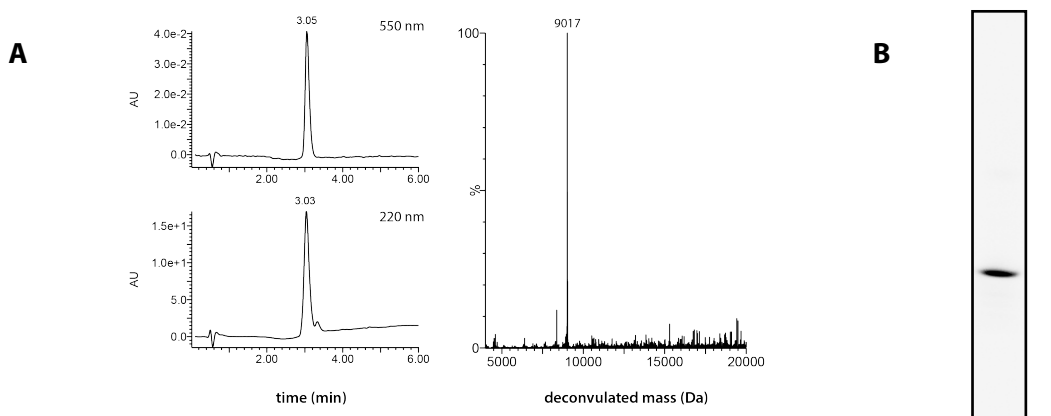 A
3.05
550 nm
4.0e-2
3.0e-2
2.0e-2
1.0e-2
0.0
AU
2.00 4.00 6.00
3.03
220 nm
1.5e+1
1.0e+1
5.0
0.0
AU
2.00 4.00 6.00
time (min)
9017
100
%
0
5000 10000 15000 20000
deconvulated mass (Da)
B